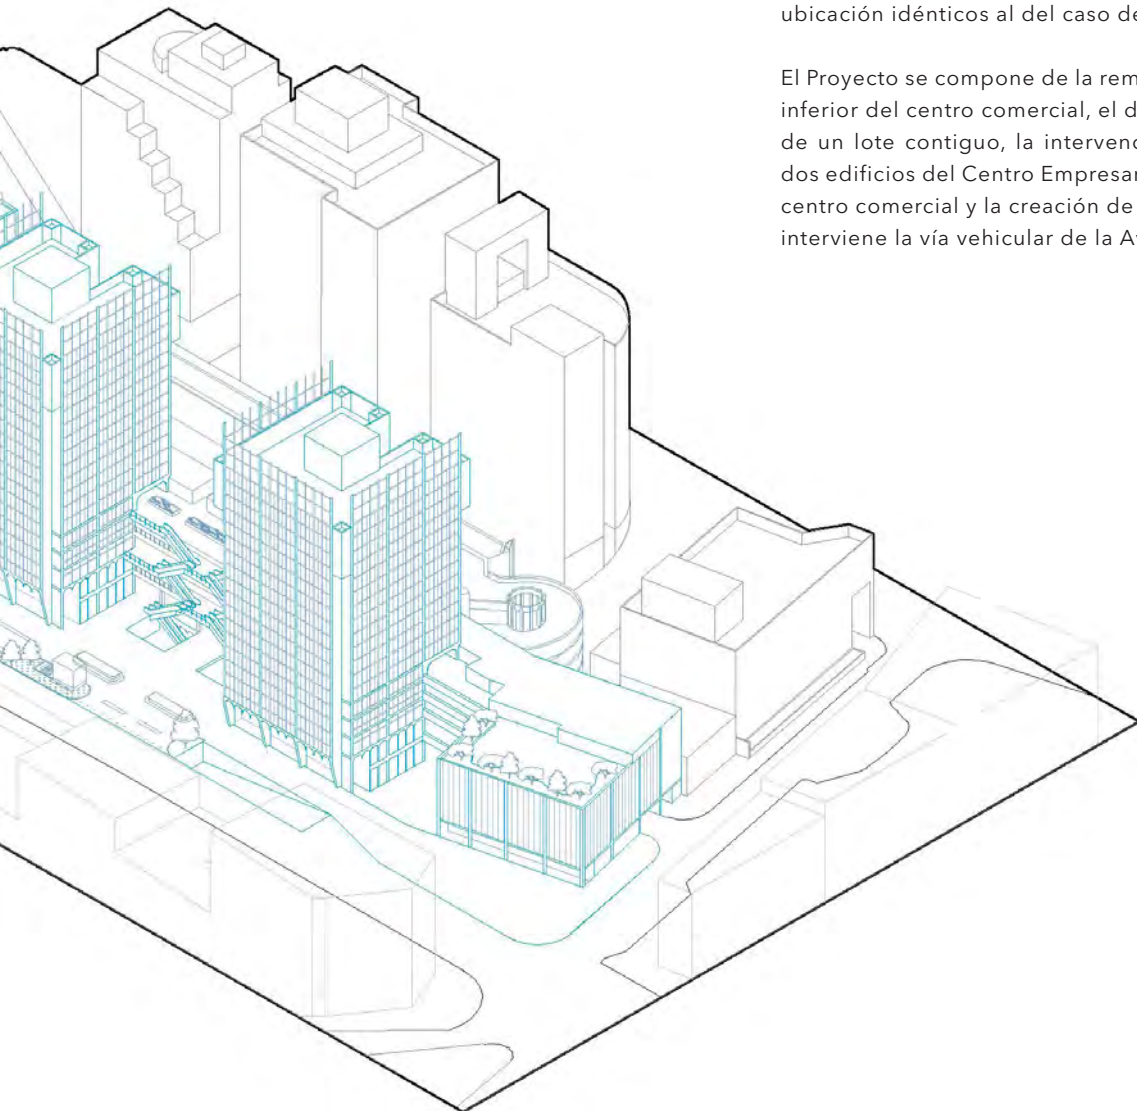 ubicación idénticos al del caso de
El Proyecto se compone de la rem
inferior del centro comercial, el d
de un lote contiguo, la intervenc
dos edificios del Centro Empresar
centro comercial y la creación de
interviene la vía vehicular de la A